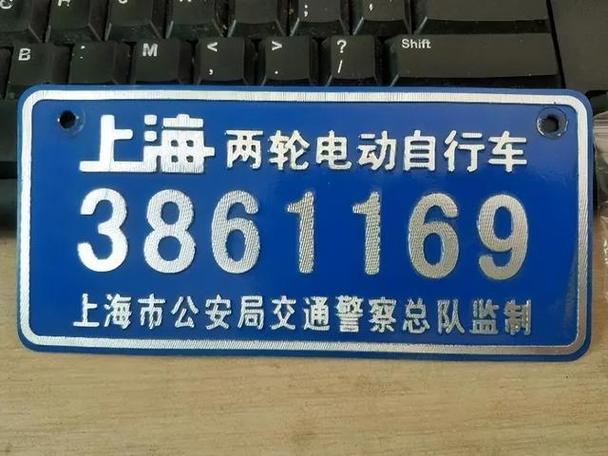 B N M < , > . ? / Shift
上海 两轮电动自行车
3861169
上海市公安局交通警察总队监制